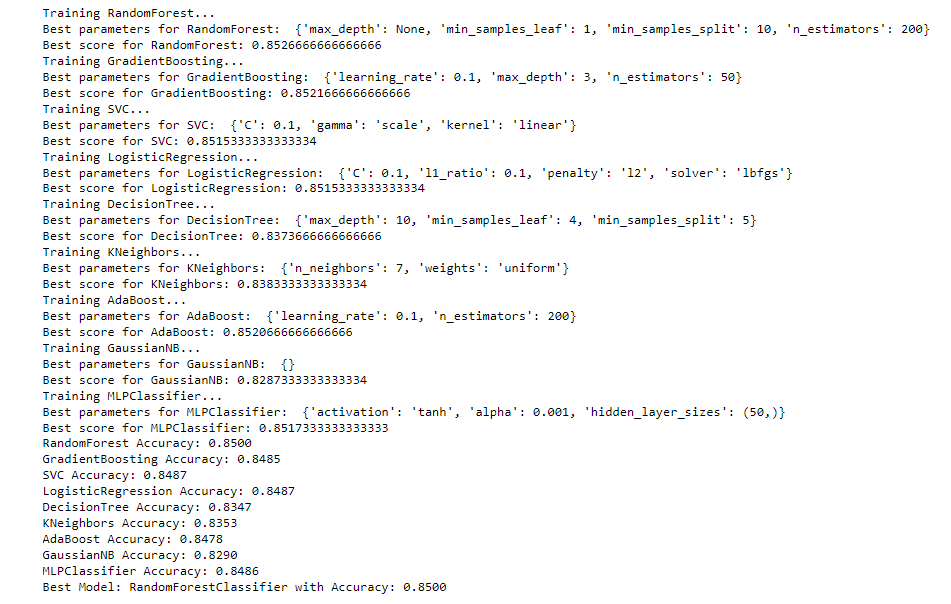 Training RandomForest...
Best parameters for RandomForest:  {'max_depth': None, 'min_samples_leaf': 1, 'min_samples_split': 10, 'n_estimators': 200}
Best score for RandomForest: 0.8526666666666666
Training GradientBoosting...
Best parameters for GradientBoosting:  {'learning_rate': 0.1, 'max_depth': 3, 'n_estimators': 50}
Best score for GradientBoosting: 0.8521666666666666
Training SVC...
Best parameters for SVC:  {'C': 0.1, 'gamma': 'scale', 'kernel': 'linear'}
Best score for SVC: 0.8515333333333334
Training LogisticRegression...
Best parameters for LogisticRegression:  {'C': 0.1, 'l1_ratio': 0.1, 'penalty': 'l2', 'solver': 'lbfgs'}
Best score for LogisticRegression: 0.8515333333333334
Training DecisionTree...
Best parameters for DecisionTree:  {'max_depth': 10, 'min_samples_leaf': 4, 'min_samples_split': 5}
Best score for DecisionTree: 0.8373666666666666
Training KNeighbors...
Best parameters for KNeighbors:  {'n_neighbors': 7, 'weights': 'uniform'}
Best score for KNeighbors: 0.8383333333333334
Training AdaBoost...
Best parameters for AdaBoost:  {'learning_rate': 0.1, 'n_estimators': 200}
Best score for AdaBoost: 0.8520666666666666
Training GaussianNB...
Best parameters for GaussianNB:  {}
Best score for GaussianNB: 0.8287333333333334
Training MLPClassifier...
Best parameters for MLPClassifier:  {'activation': 'tanh', 'alpha': 0.001, 'hidden_layer_sizes': (50,)}
Best score for MLPClassifier: 0.8517333333333333
RandomForest Accuracy: 0.8500
GradientBoosting Accuracy: 0.8485
SVC Accuracy: 0.8487
LogisticRegression Accuracy: 0.8487
DecisionTree Accuracy: 0.8347
KNeighbors Accuracy: 0.8353
AdaBoost Accuracy: 0.8478
GaussianNB Accuracy: 0.8290
MLPClassifier Accuracy: 0.8486
Best Model: RandomForestClassifier with Accuracy: 0.8500